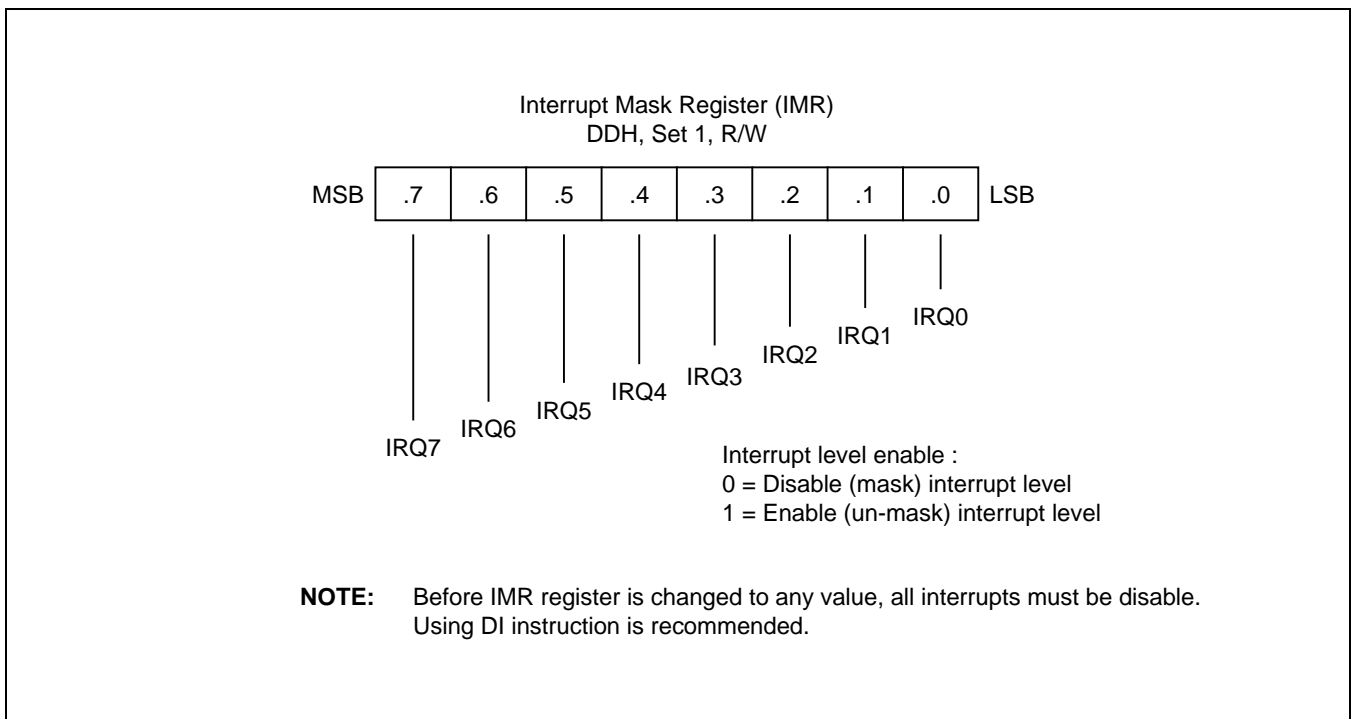 Interrupt Mask Register (IMR)
DDH, Set 1, R/W
MSB .7 .6 .5 .4 .3 .2 .1 .0 LSB
IRQ0
IRQ1
IRQ2
IRQ3
IRQ4
IRQ5
IRQ6
IRQ7
Interrupt level enable :
0 = Disable (mask) interrupt level
1 = Enable (un-mask) interrupt level
NOTE: Before IMR register is changed to any value, all interrupts must be disable.
Using DI instruction is recommended.